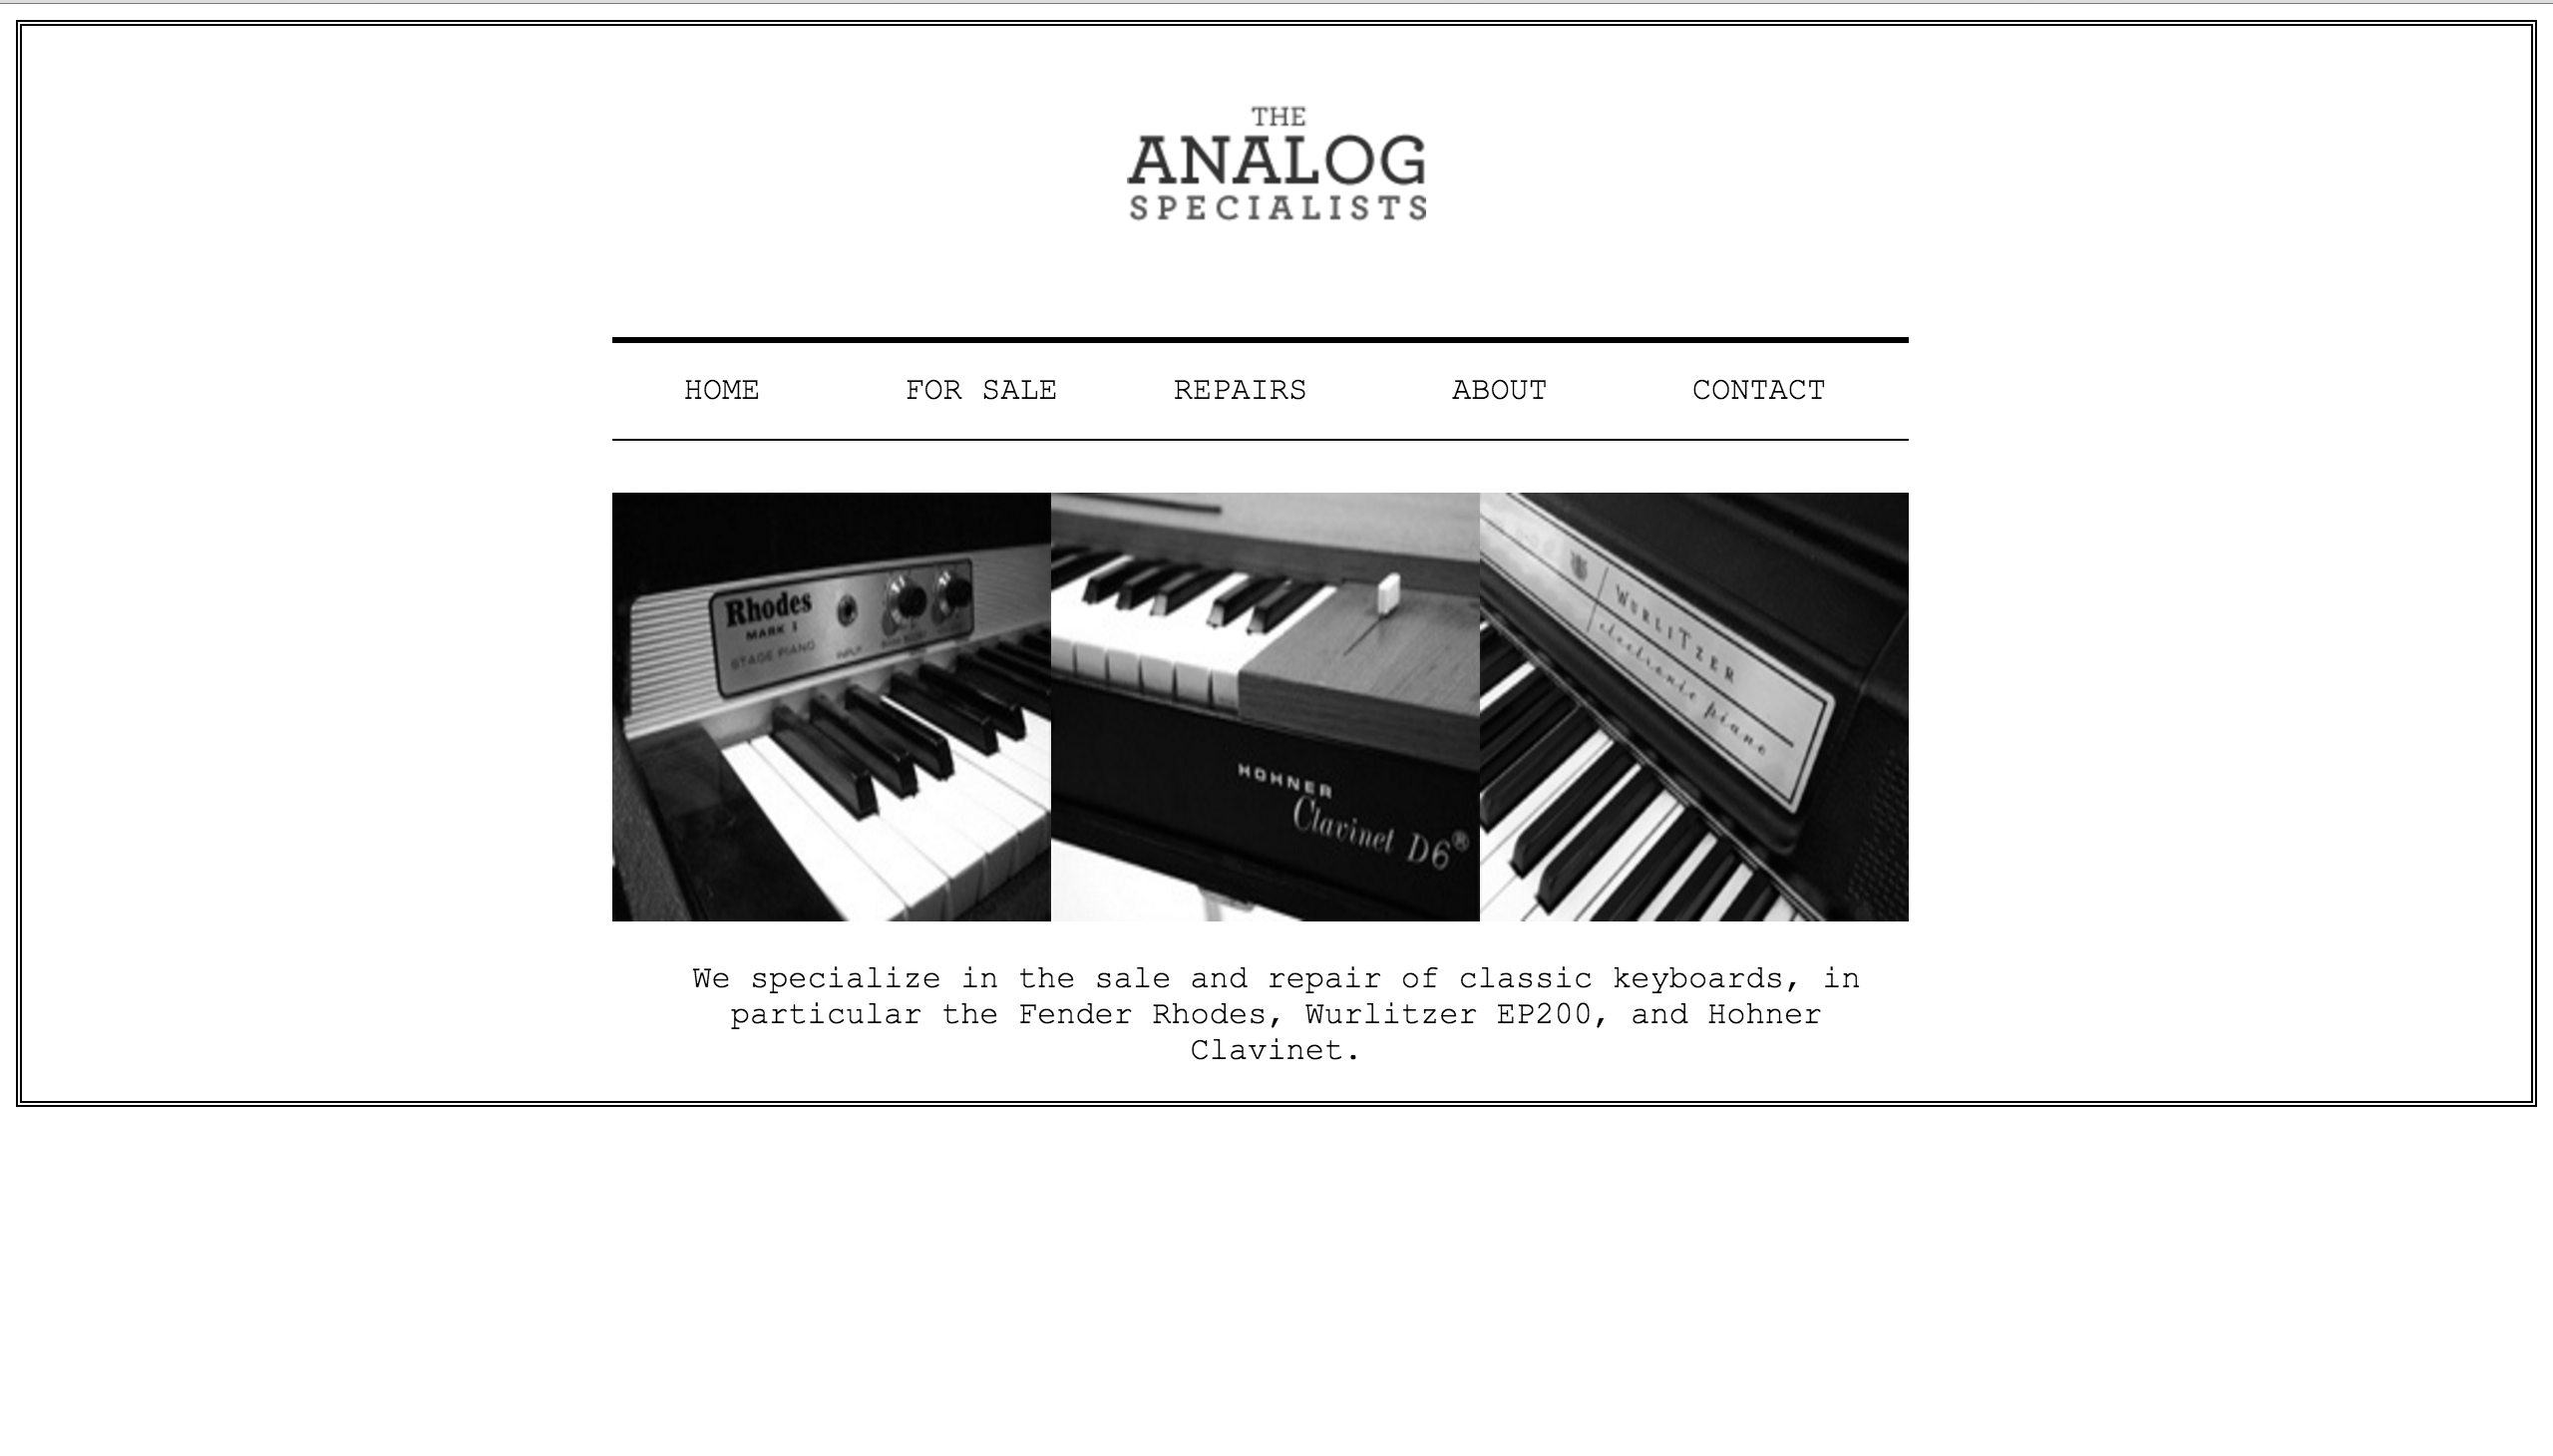 THE
ANALOG
SPECIALISTS
HOME FOR SALE REPAIRS ABOUT CONTACT
Rhodes
MARK I
STAGE PIANO
INPUT
HOHNER
Clavinet D6®
WURLITZER
electronic piano
We specialize in the sale and repair of classic keyboards, in
particular the Fender Rhodes, Wurlitzer EP200, and Hohner
Clavinet.